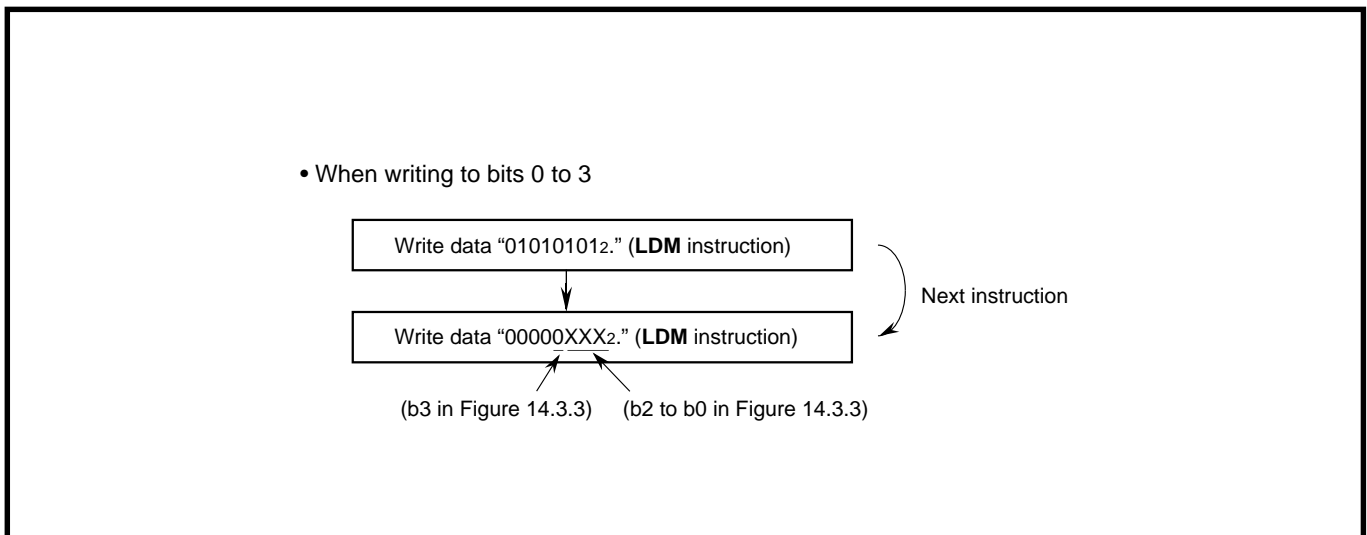 • When writing to bits 0 to 3
Write data “010101012.” (LDM instruction)
Next instruction
Write data “00000XXX2.” (LDM instruction)
(b3 in Figure 14.3.3) (b2 to b0 in Figure 14.3.3)